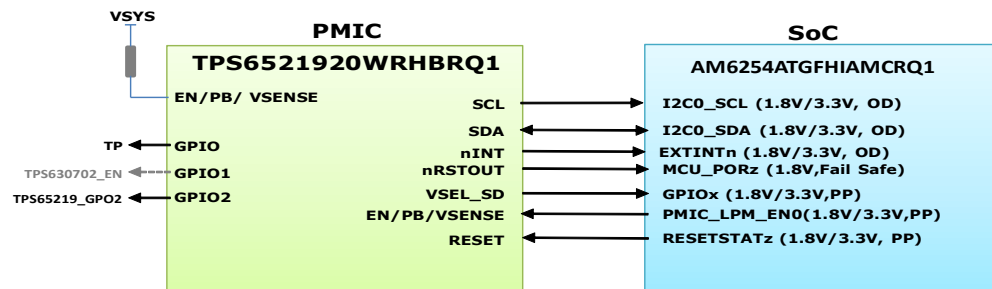 VSYS
PMIC
SoC
TPS6521920WRHBRQ1
AM6254ATGFHIAMCRQ1
EN/PB/ VSENSE
SCL
I2C0_SCL (1.8V/3.3V, OD)
SDA
I2C0_SDA (1.8V/3.3V, OD)
TP
GPIO
nINT
EXTINTn (1.8V/3.3V, OD)
TPS630702_EN
GPIO1
nRSTOUT
MCU_PORz (1.8V,Fail Safe)
TPS65219_GPO2
GPIO2
VSEL_SD
GPIOx (1.8V/3.3V,PP)
EN/PB/VSENSE
PMIC_LPM_EN0(1.8V/3.3V,PP)
RESET
RESETSTATz (1.8V/3.3V, PP)